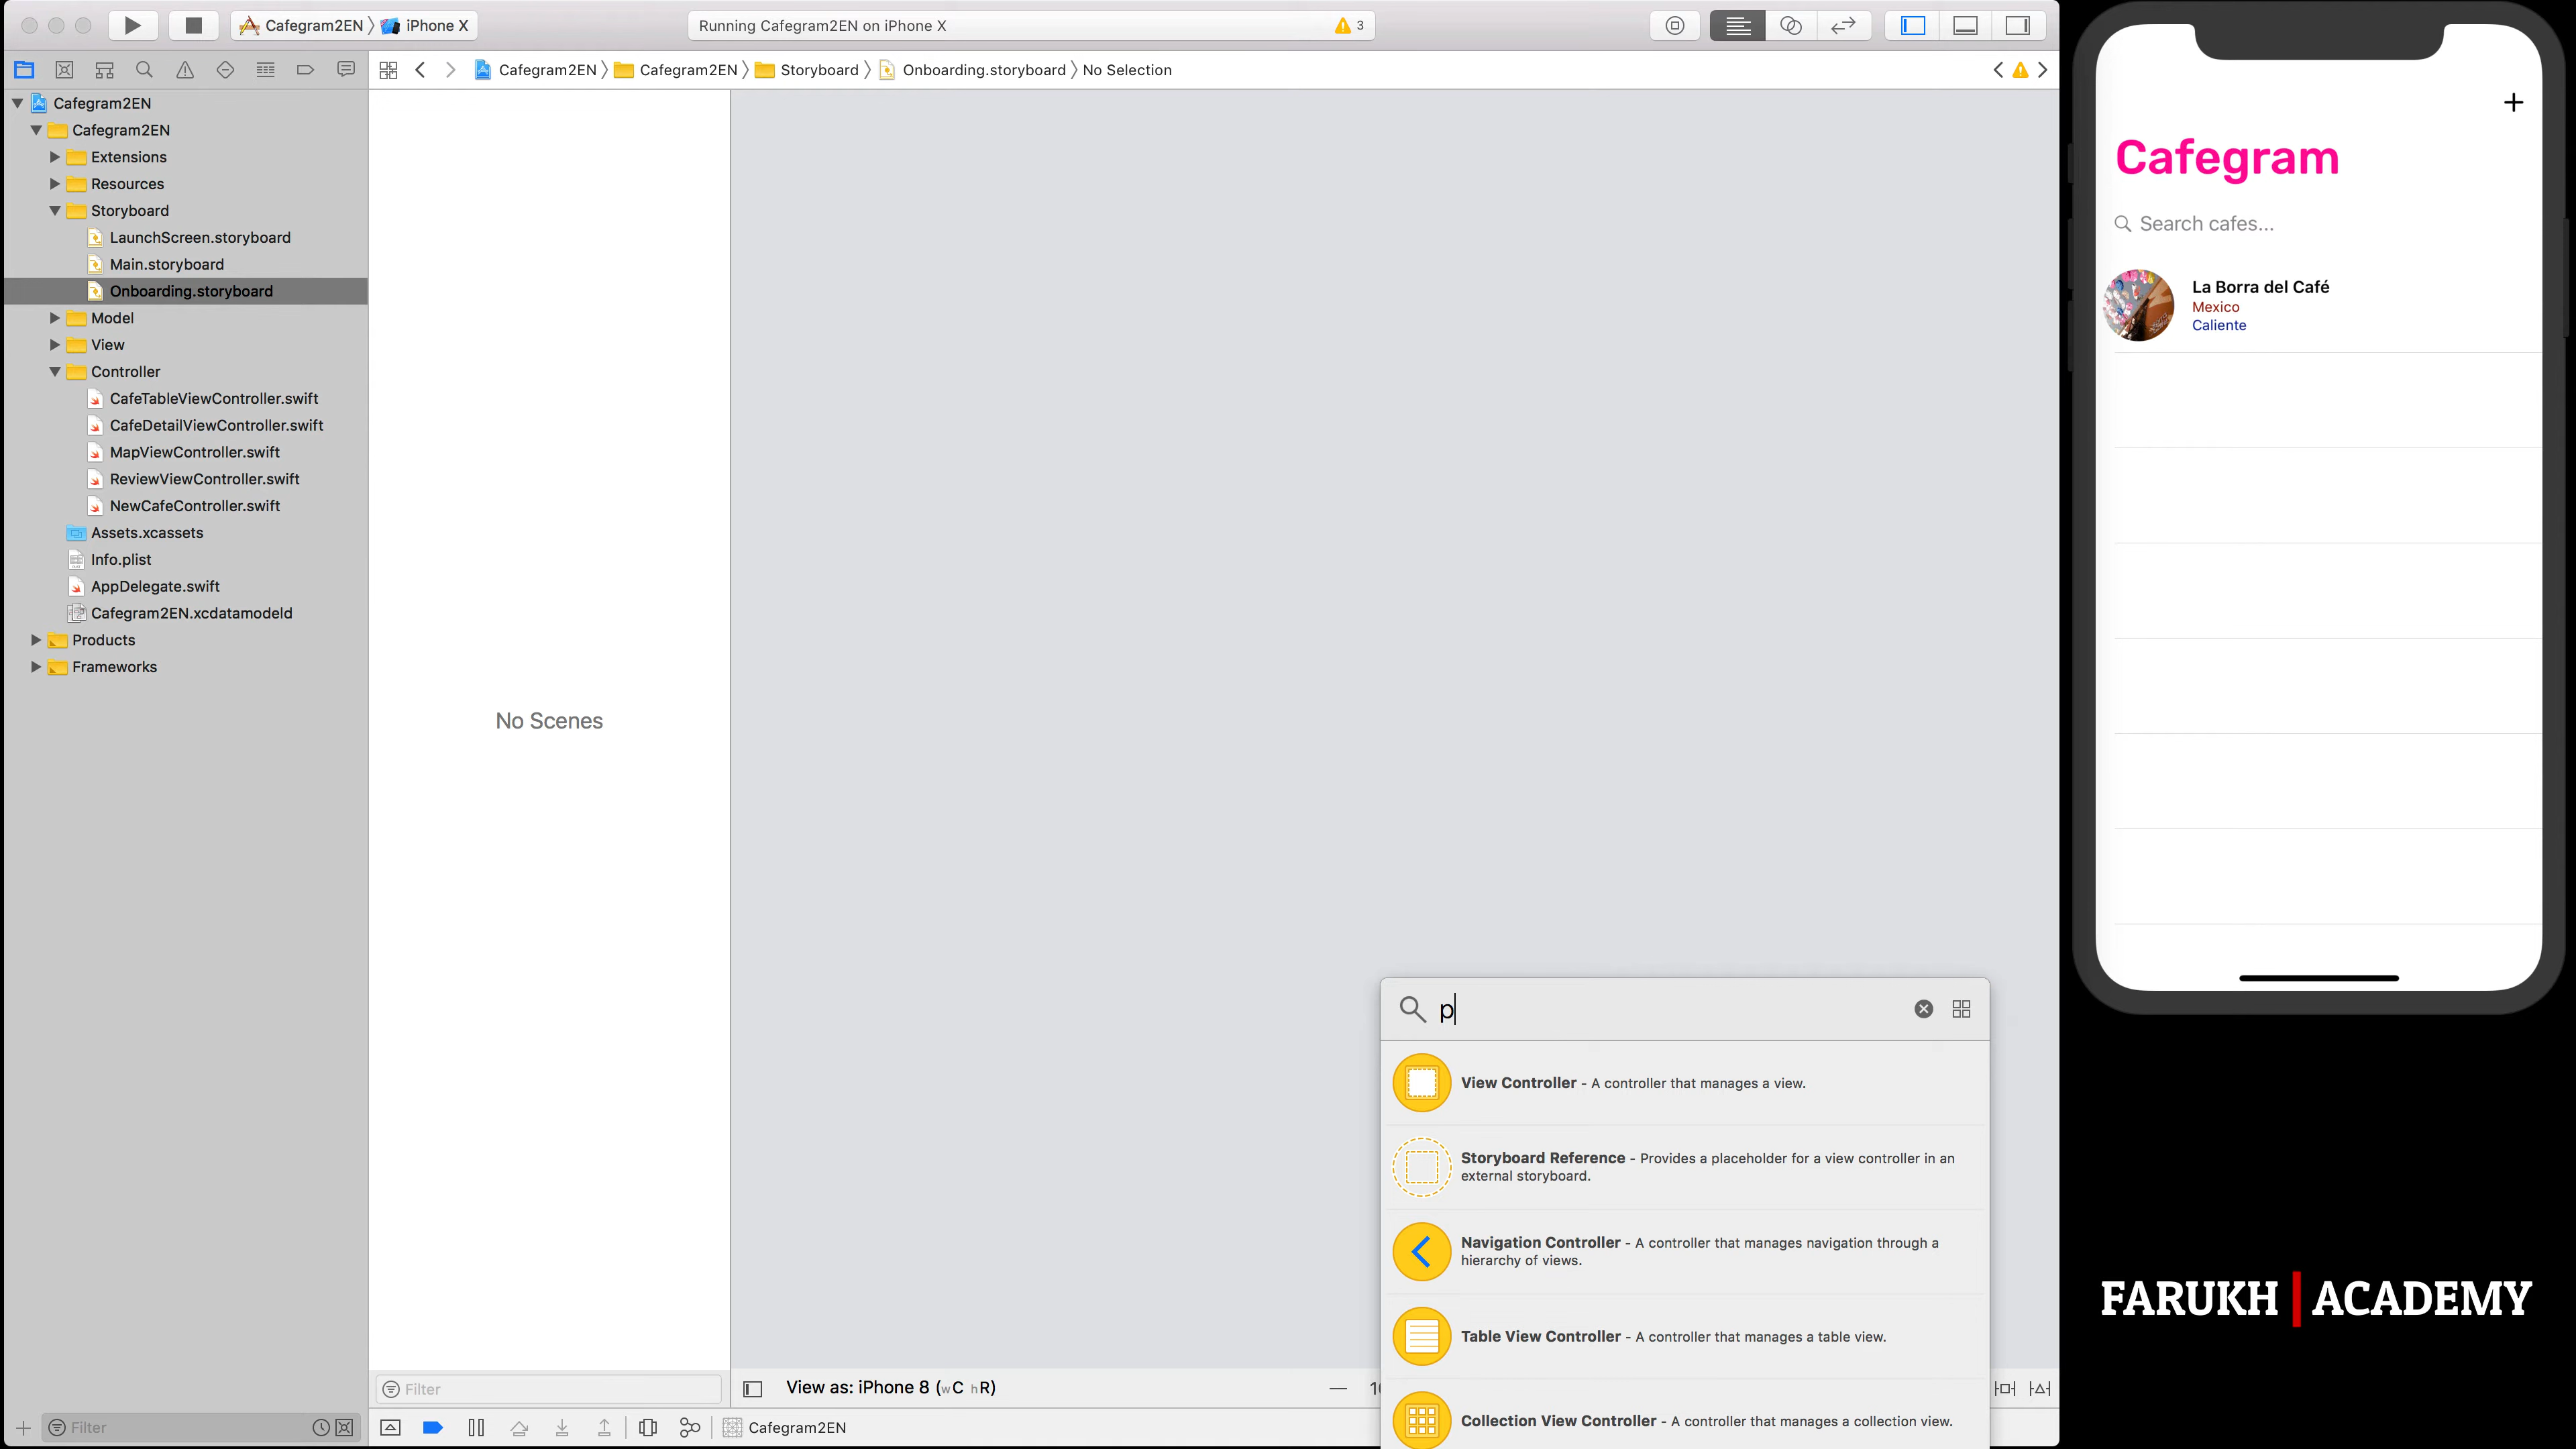 Cafegram2EN
iPhone X
Running Cafegram2EN on iPhone X
3
Cafegram2EN
Cafegram2EN
Storyboard
Onboarding.storyboard
No Selection
Cafegram2EN
Cafegram2EN
Extensions
Resources
Storyboard
LaunchScreen.storyboard
Main.storyboard
Onboarding.storyboard
Model
View
Controller
CafeTableViewController.swift
CafeDetailViewController.swift
MapViewController.swift
ReviewViewController.swift
NewCafeController.swift
Assets.xcassets
Info.plist
AppDelegate.swift
Cafegram2EN.xcdatamodeld
Products
Frameworks
Filter
No Scenes
Filter
View as: iPhone 8 (wC hR)
Cafegram2EN
p
View Controller - A controller that manages a view.
Storyboard Reference - Provides a placeholder for a view controller in an
external storyboard.
Navigation Controller - A controller that manages navigation through a
hierarchy of views.
Table View Controller - A controller that manages a table view.
Collection View Controller - A controller that manages a collection view.
Cafegram
Search cafes...
La Borra del Café
Mexico
Caliente
FARUKH | ACADEMY